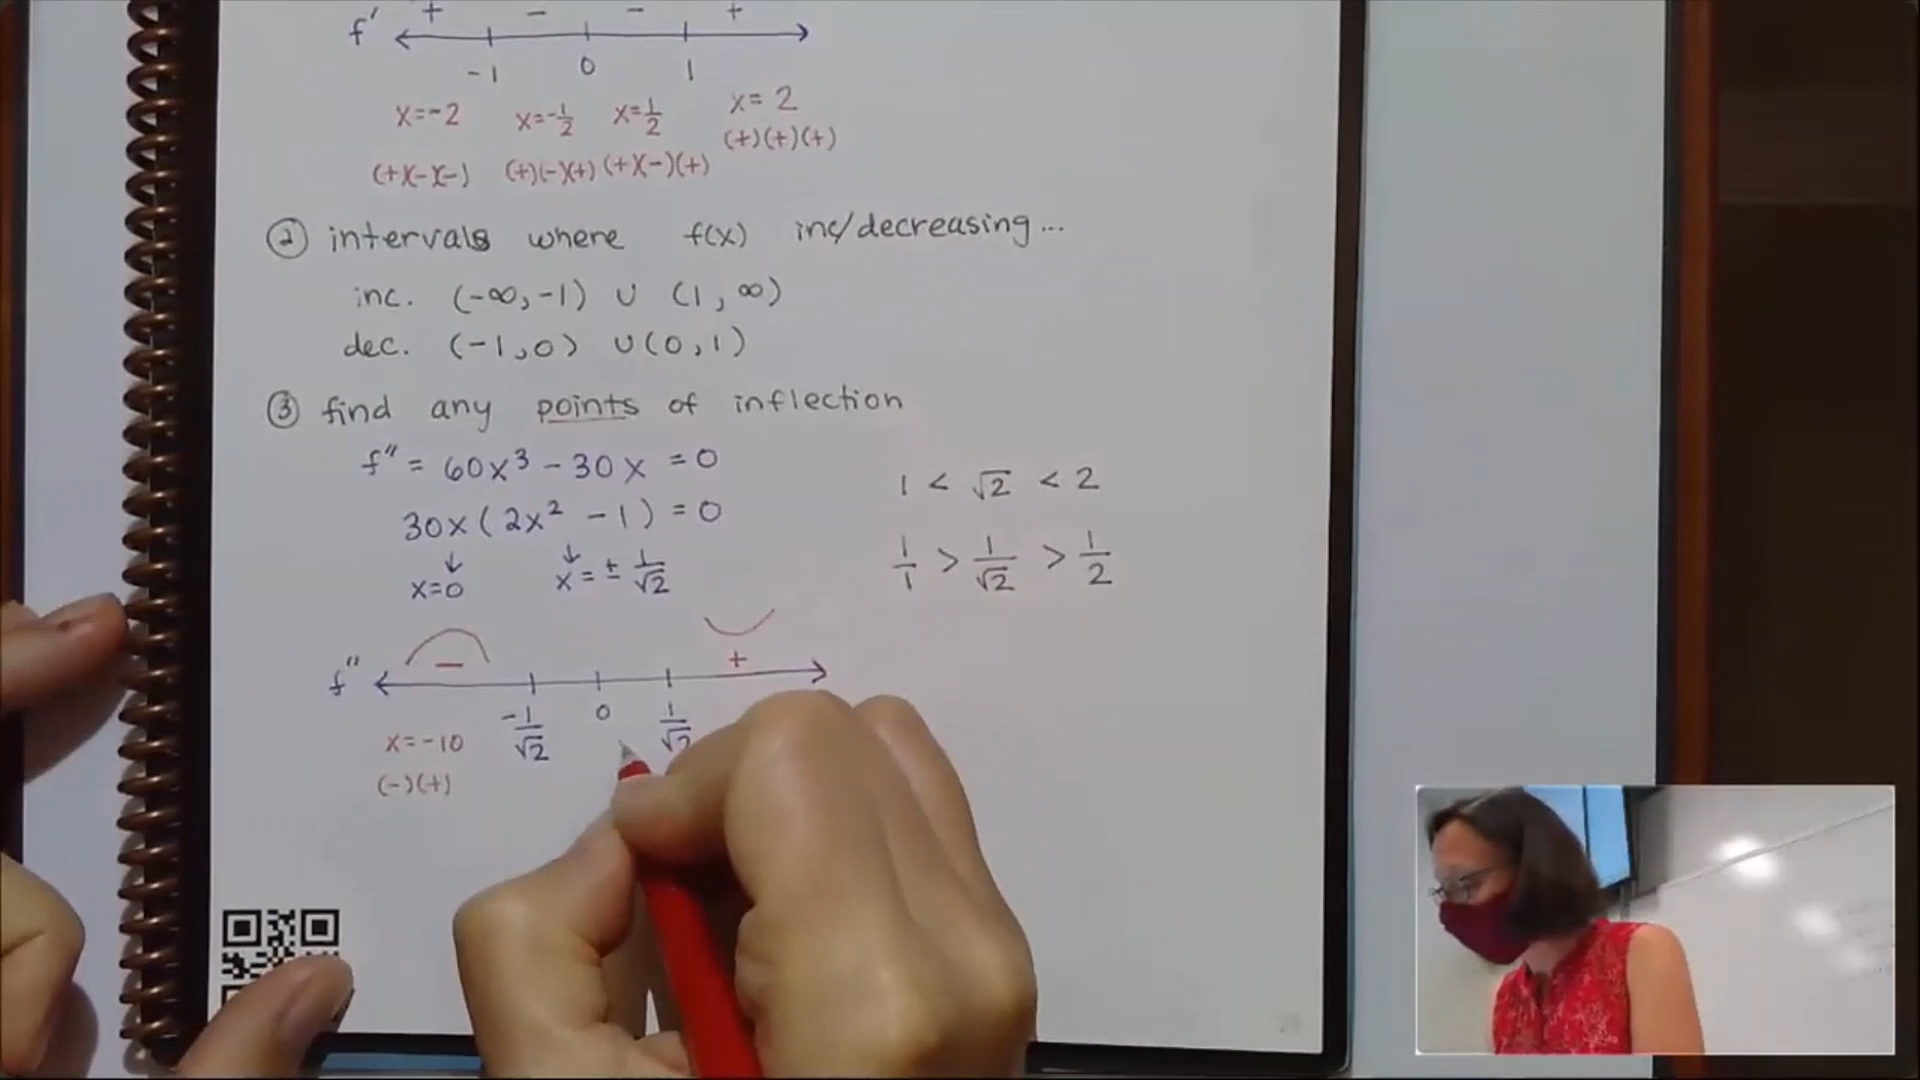 f' + - - +
-1 0 1
x=-2 x=-1/2 x=1/2 x=2
(+)(-)(-) (+)(-)(+) (+)(-)(+) (+)(+)(+)
② intervals where f(x) inc/decreasing...
inc. (-∞,-1) ∪ (1,∞)
dec. (-1,0) ∪ (0,1)
③ find any points of inflection
f" = 60x³ - 30x = 0
30x(2x² - 1) = 0
x=0 x = ± 1/√2
1 < √2 < 2
1/1 > 1/√2 > 1/2
f" - +
-1/√2 0 1/√2
x=-10
(-)(+)